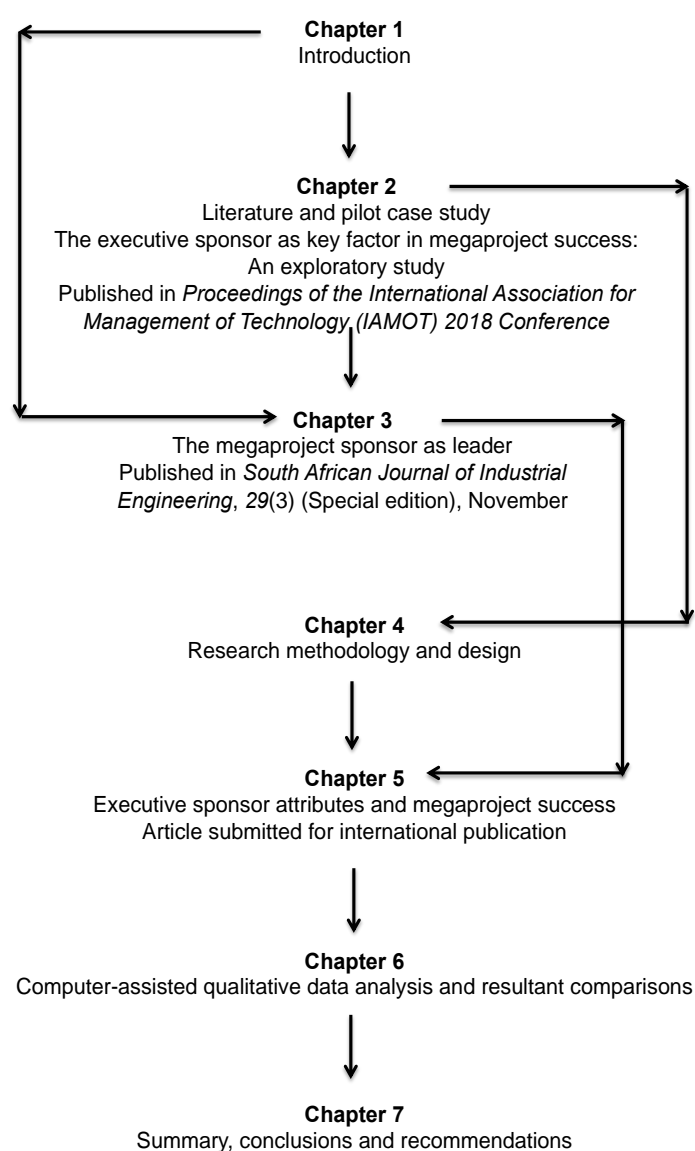 Chapter 1
Introduction
Chapter 2
Literature and pilot case study
The executive sponsor as key factor in megaproject success:
An exploratory study
Published in Proceedings of the International Association for
Management of Technology (IAMOT) 2018 Conference
Chapter 3
The megaproject sponsor as leader
Published in South African Journal of Industrial
Engineering, 29(3) (Special edition), November
Chapter 4
Research methodology and design
Chapter 5
Executive sponsor attributes and megaproject success
Article submitted for international publication
Chapter 6
Computer-assisted qualitative data analysis and resultant comparisons
Chapter 7
Summary, conclusions and recommendations